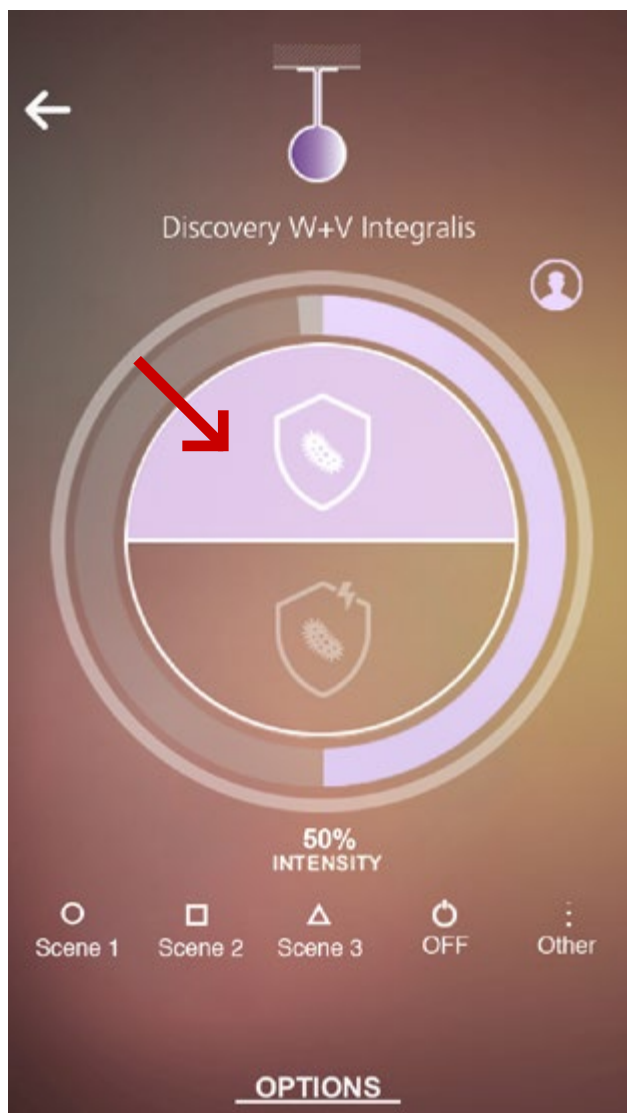 Discovery W+V Integralis
50%
INTENSITY
Scene 1 Scene 2 Scene 3 OFF Other
OPTIONS